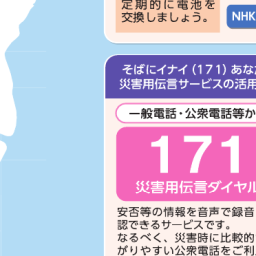 定期的に電池を
交換しましょう。
NHK
そばにイナイ(171)あな
災害用伝言サービスの活用
一般電話・公衆電話等か
171
災害用伝言ダイヤル
安否等の情報を音声で録音
認できるサービスです。
なるべく、災害時に比較的
がりやすい公衆電話をご利